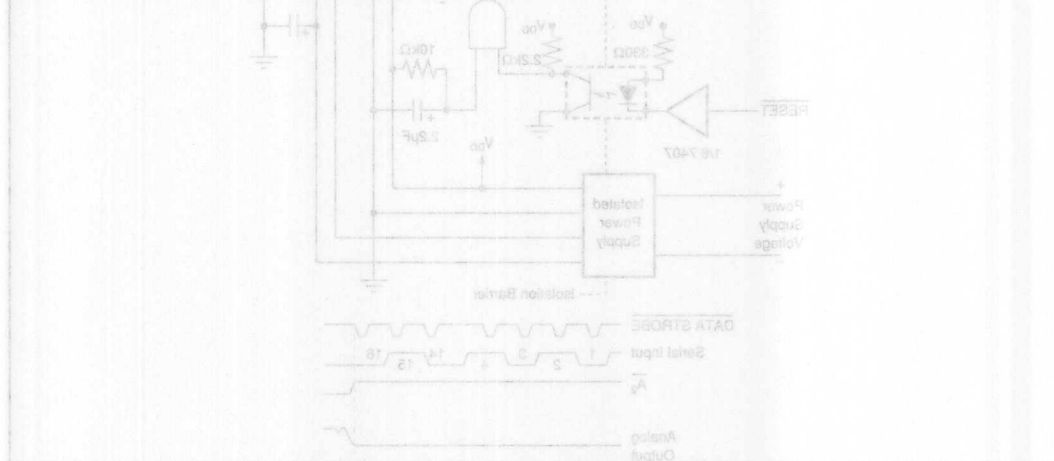 VDD
VDD
10kΩ
2.2kΩ
330Ω
RESET
2.2µF
VDD
1/6 7407
+
Isolated
Power
Supply
Power
Supply
Voltage
–
Isolation Barrier
DATA STROBE
Serial Input
1
2
3
4
14
15
16
A2
Analog
Output